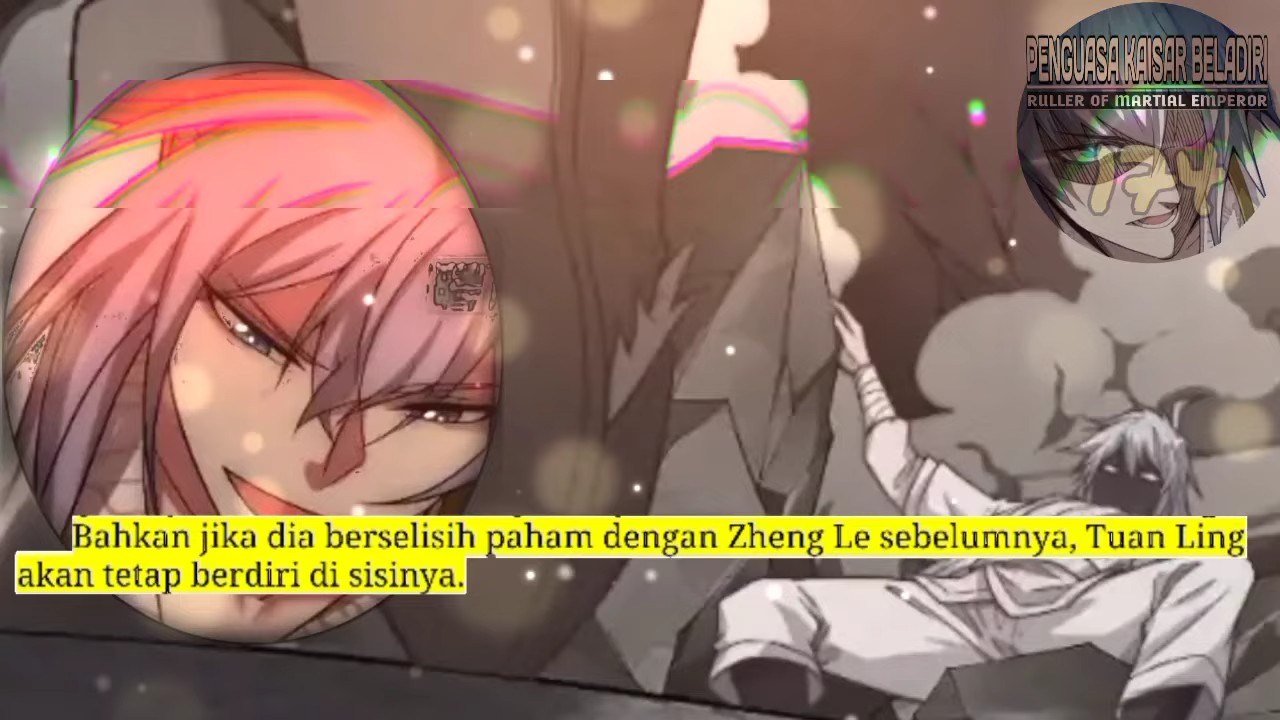 PENGUASA KAISAR BELADIRI
RULLER OF MARTIAL EMPEROR
Bahkan jika dia berselisih paham dengan Zheng Le sebelumnya, Tuan Ling
akan tetap berdiri di sisinya.